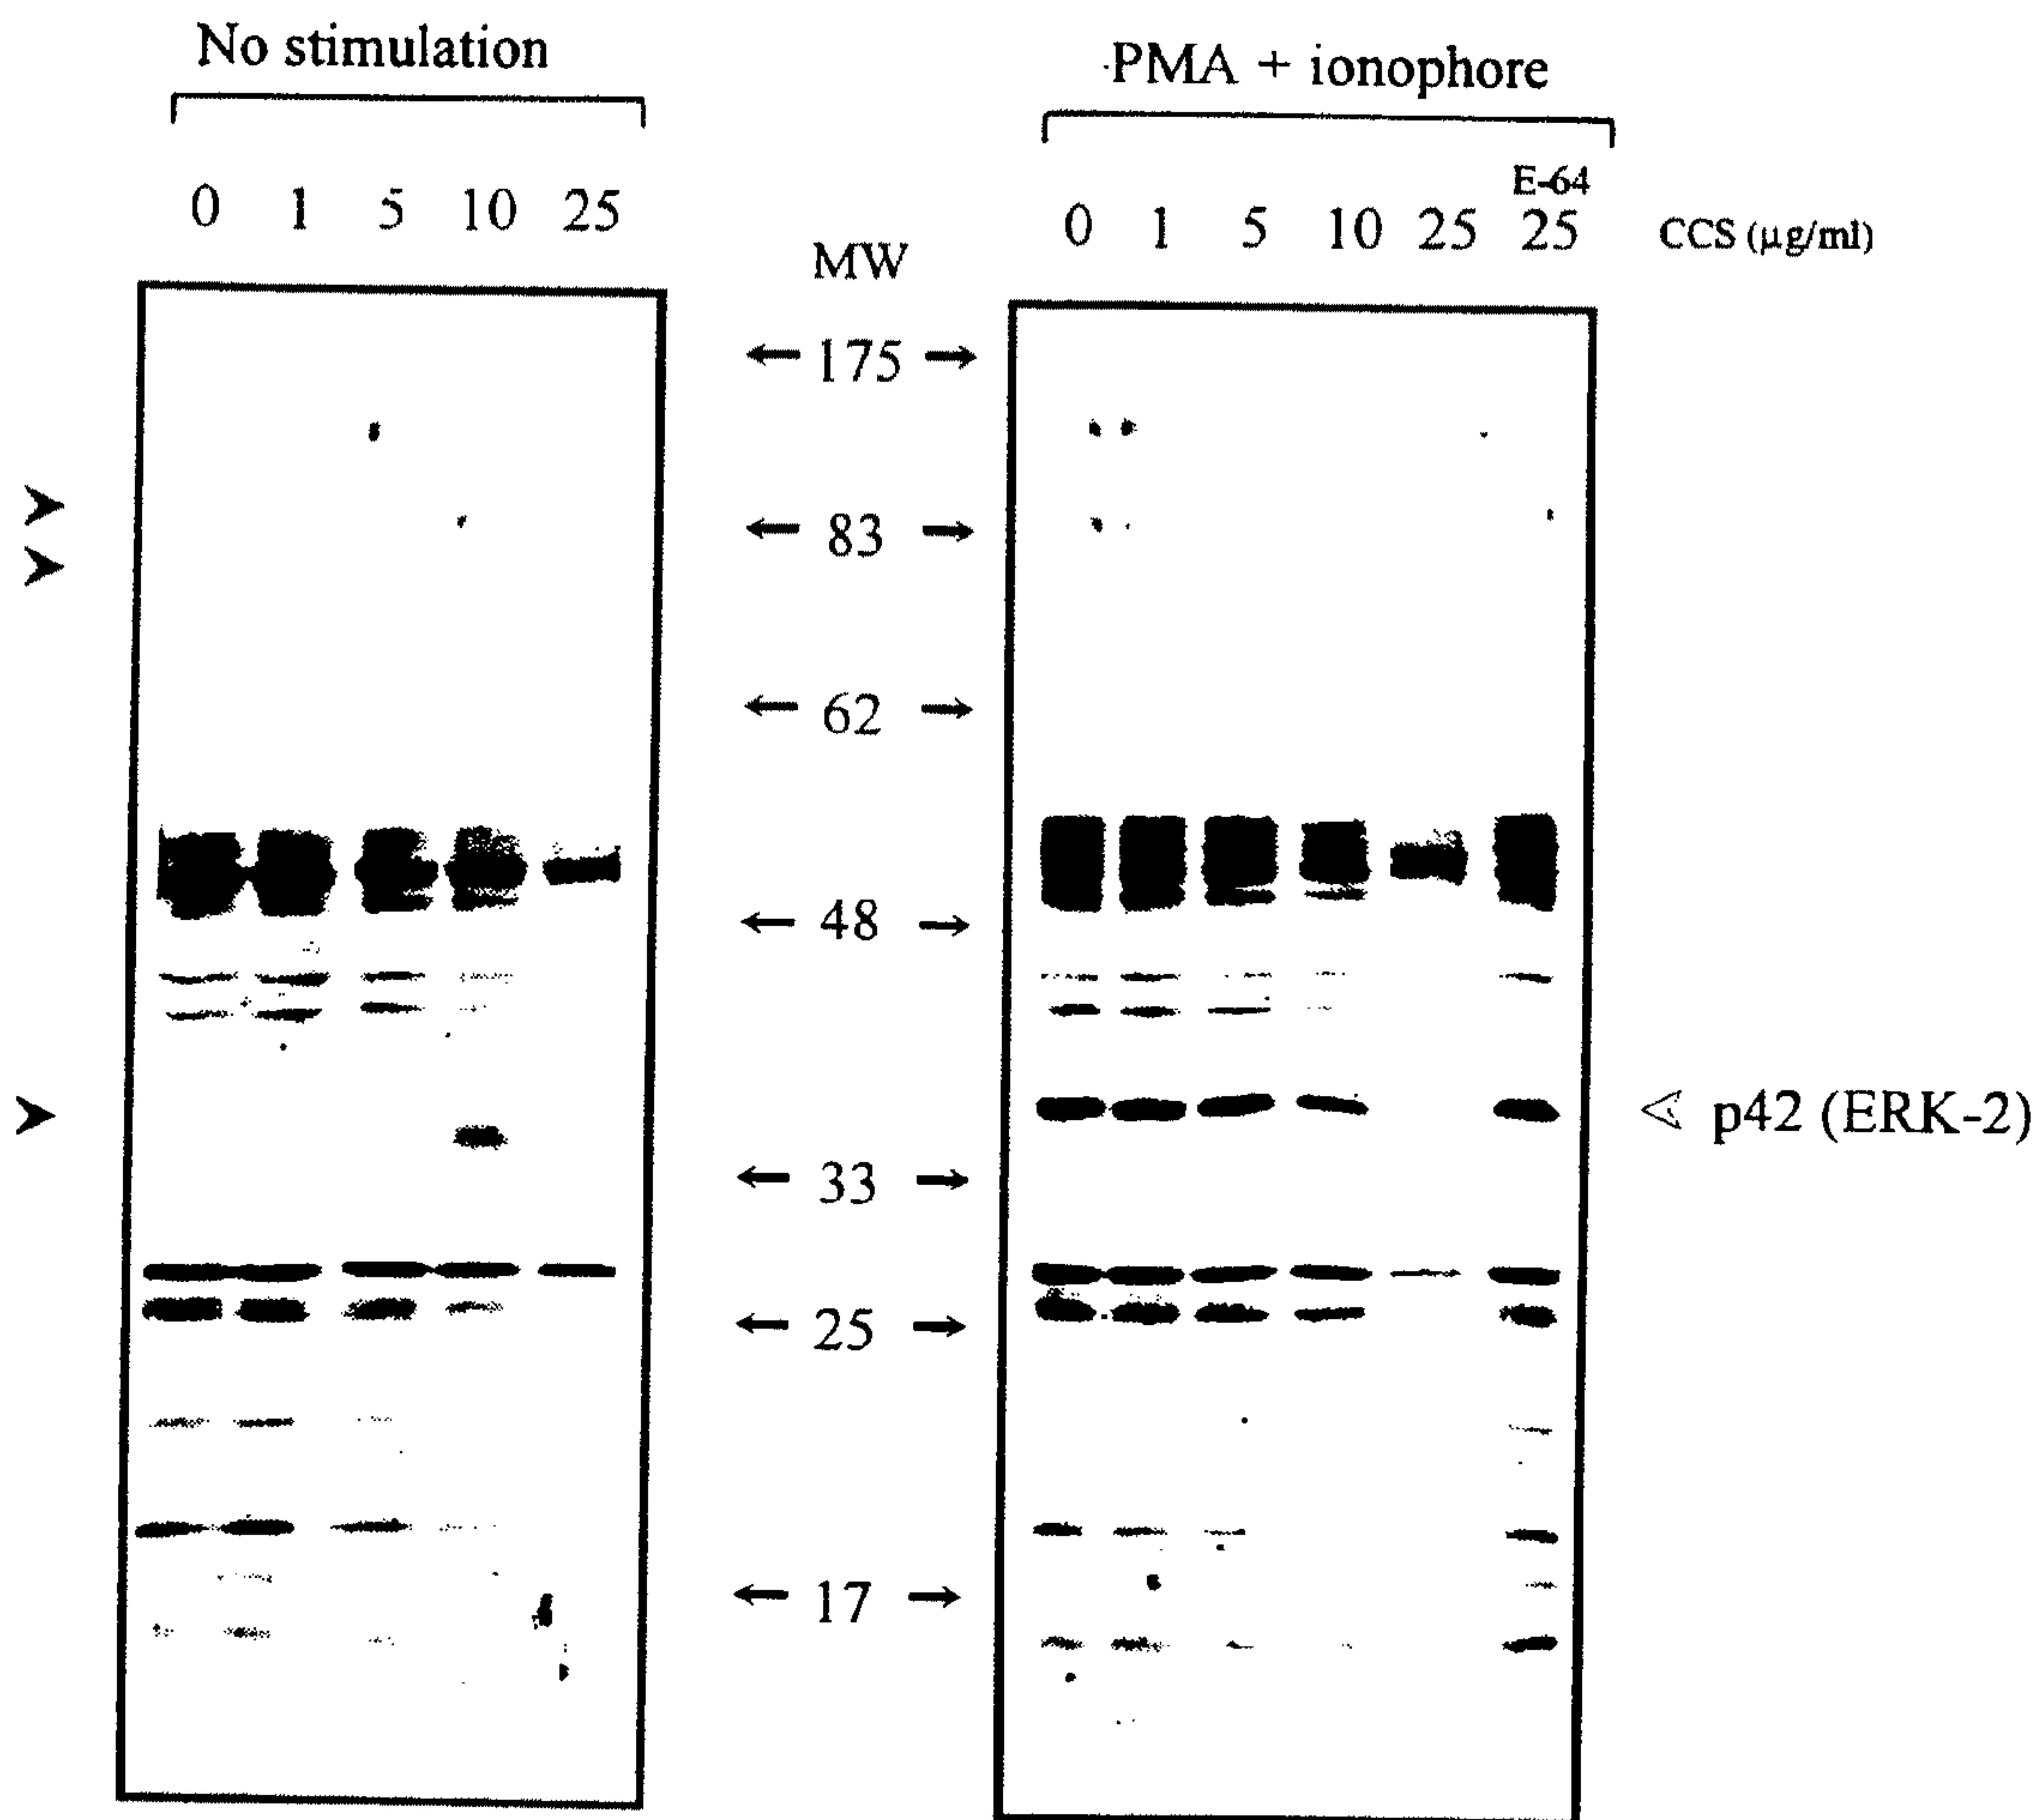 No stimulation
PMA + ionophore
E-64
0 1 5 10 25
0 1 5 10 25 25 CCS (μg/ml)
MW
175
83
62
48
p42 (ERK-2)
33
25
17